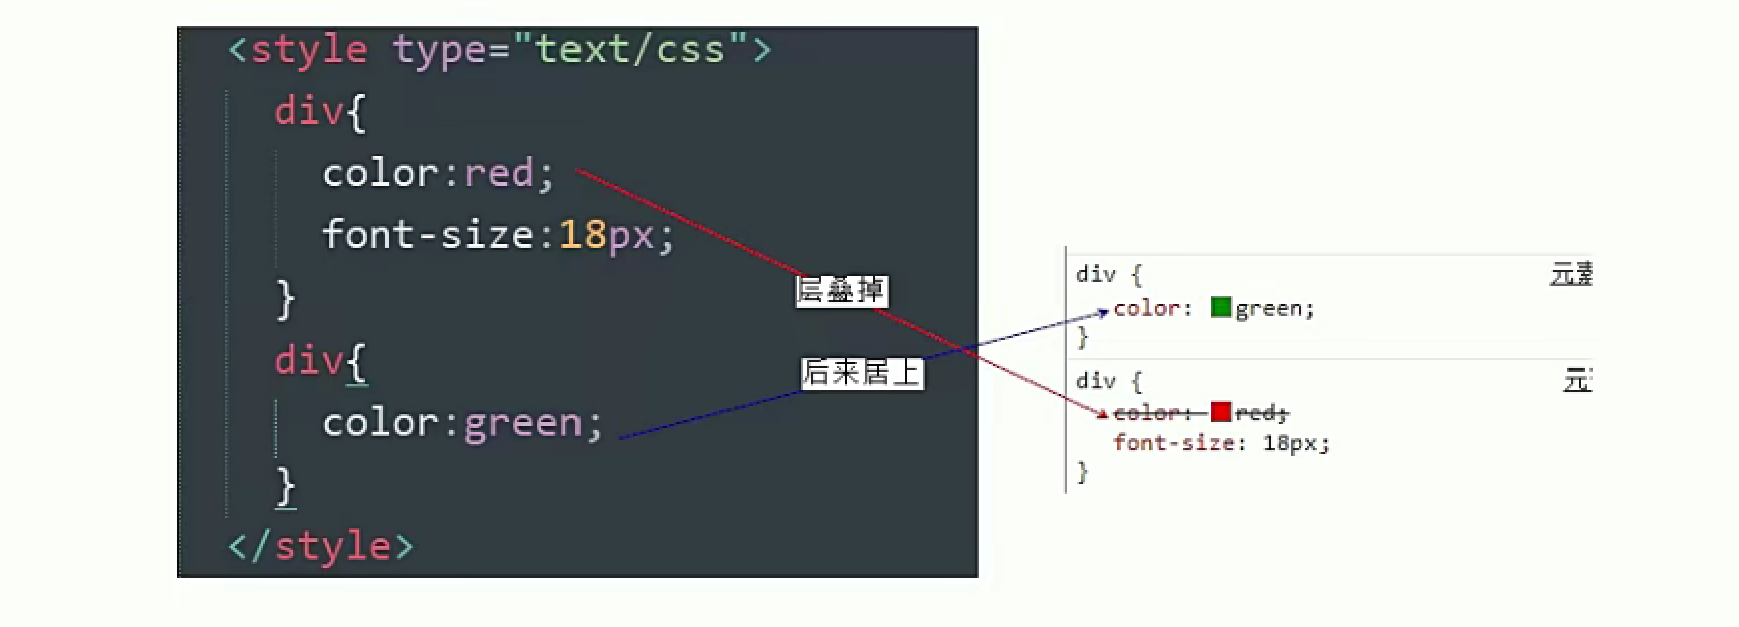 <style type="text/css">
div{
color:red;
font-size:18px;
}
div{
color:green;
}
</style>
层叠掉
后来居上
div {
元素
color: green;
}
div {
color: red;
font-size: 18px;
}